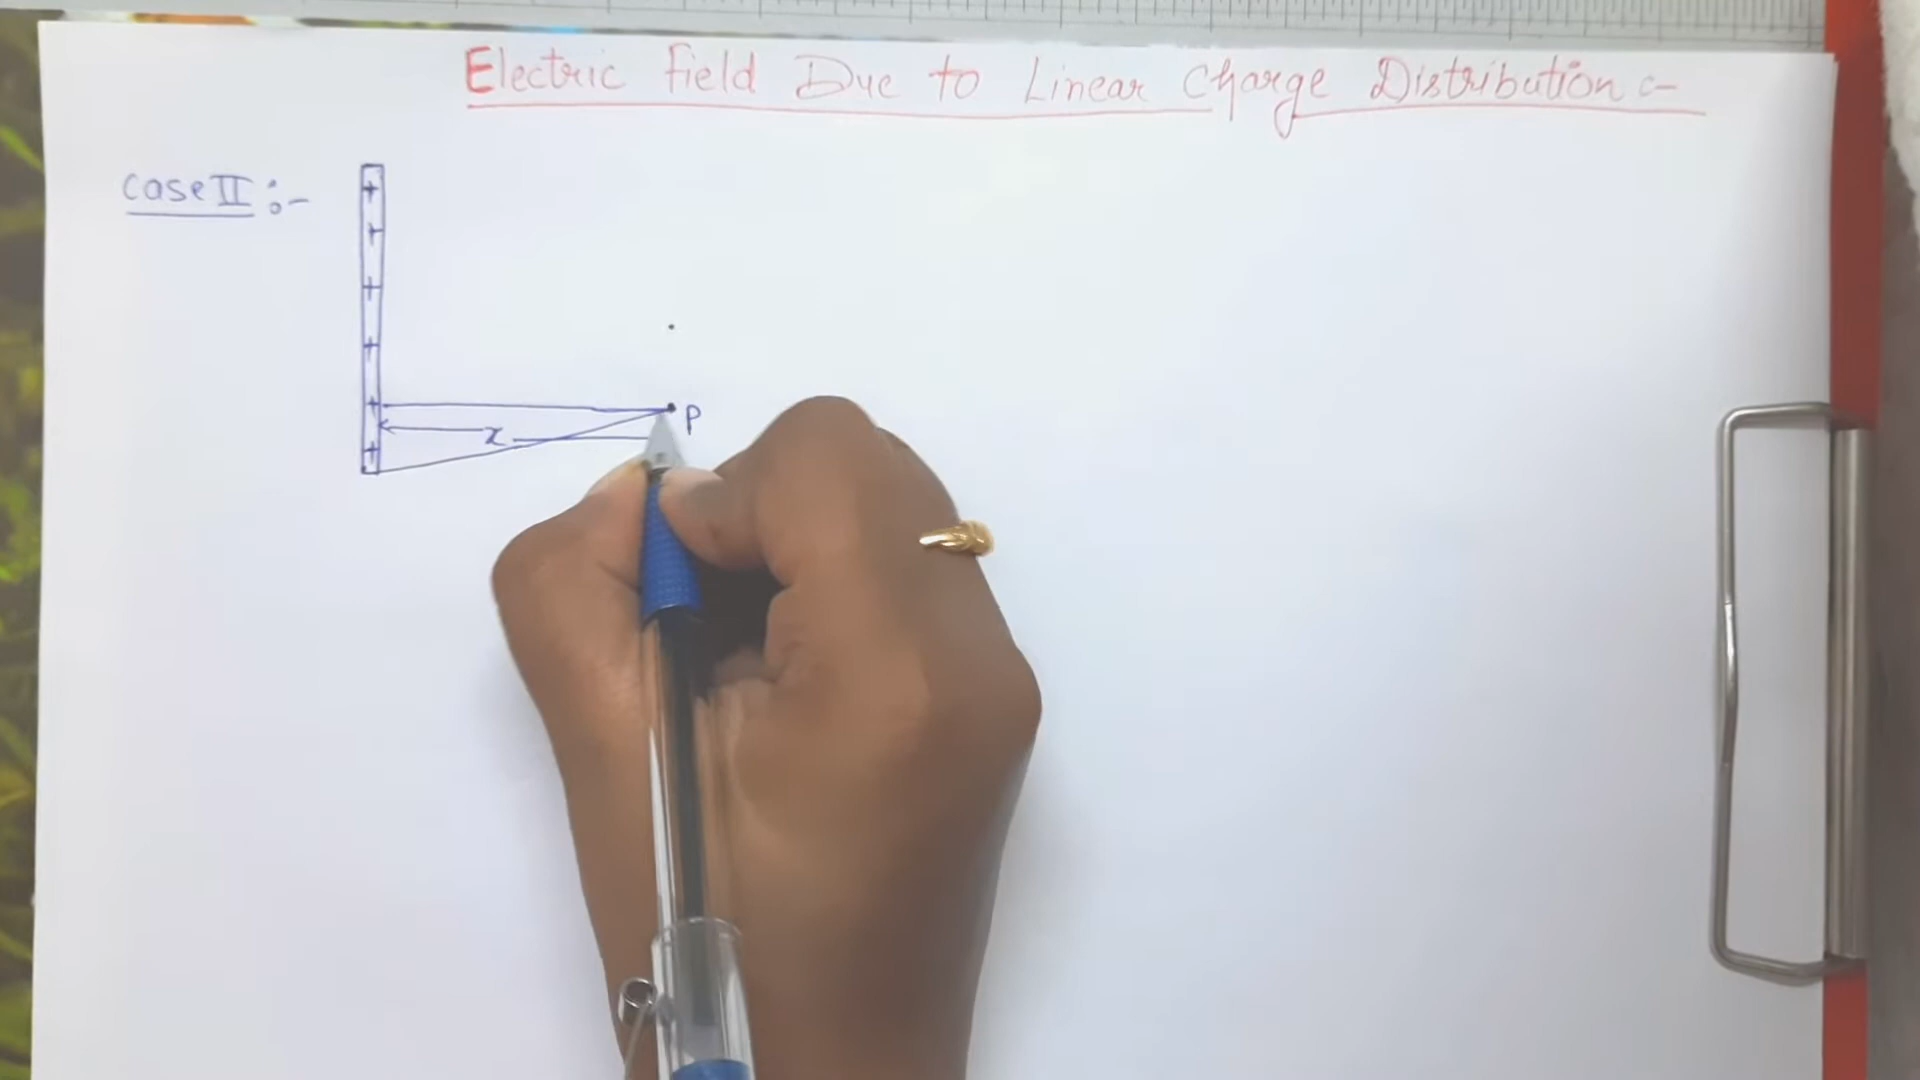 Electric field Due to Linear Charge Distribution :-
Case II :-
+
+
+
+
+
+
P
x